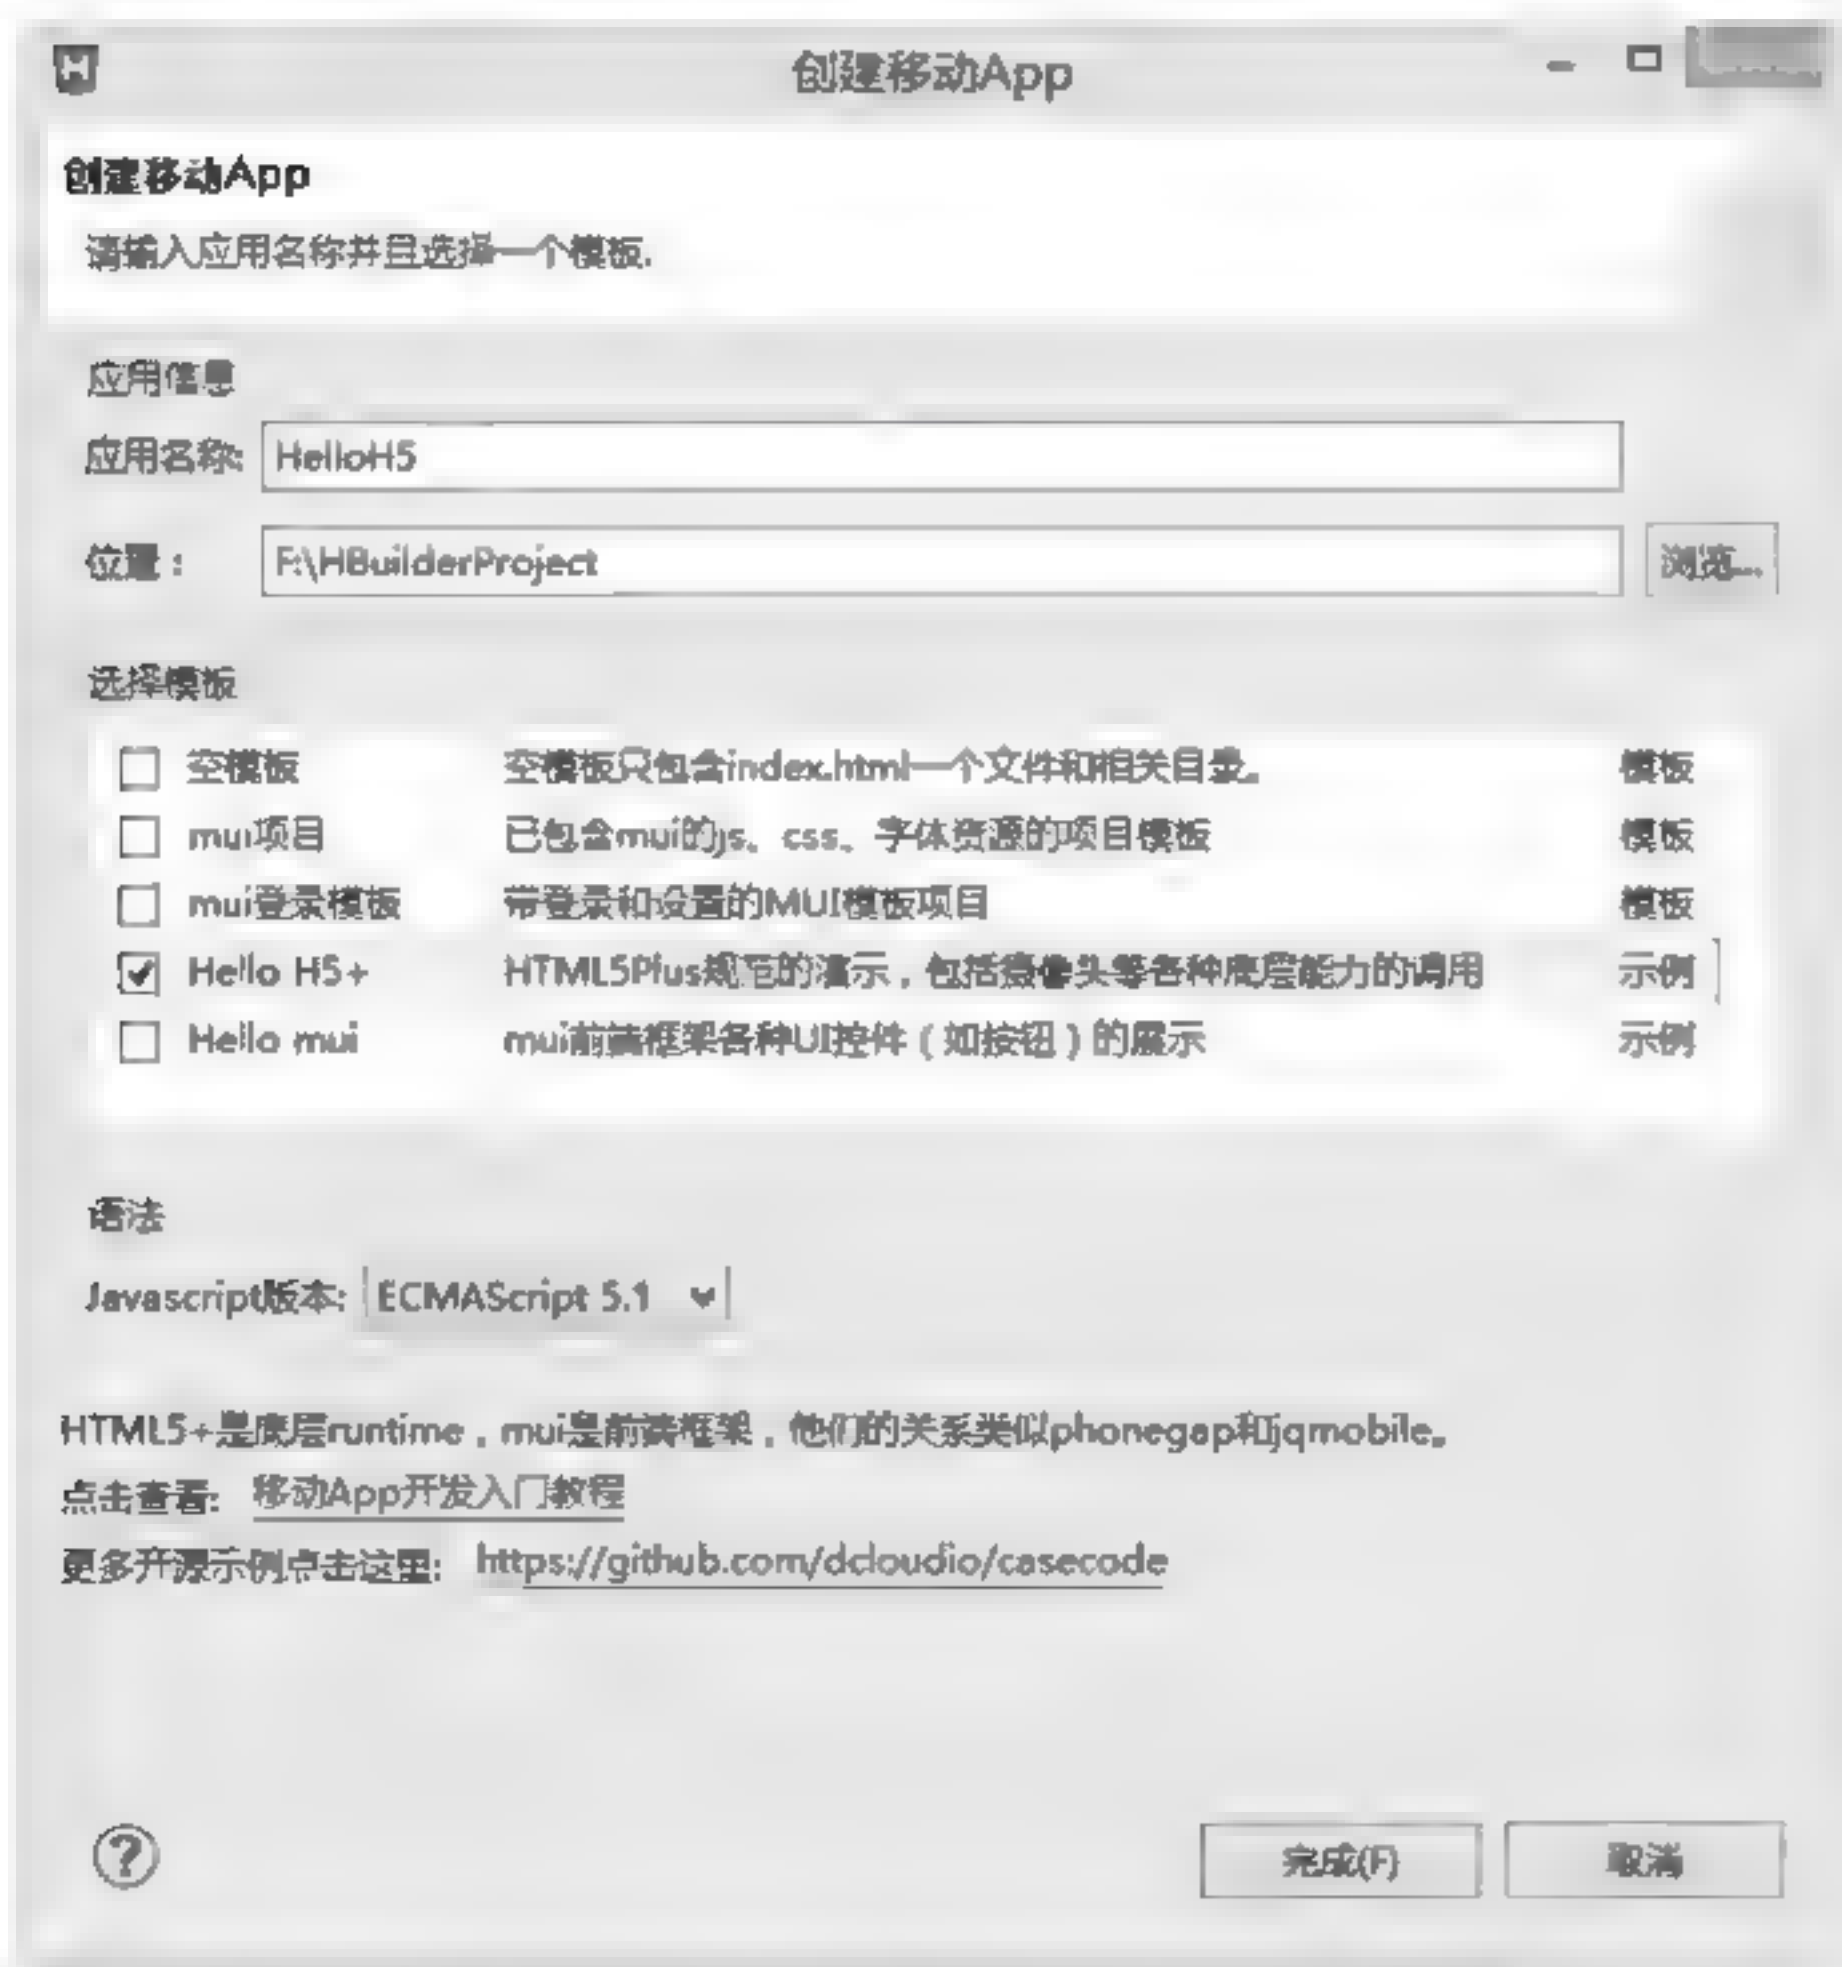 创建移动App
创建移动App
请输入应用名称并且选择一个模板.
应用信息
应用名称: HelloH5
位置： F:\HBuilderProject 浏览...
选择模板
空模板 空模板只包含index.html一个文件和相关目录。 模板
mui项目 已包含mui的js、css、字体资源的项目模板 模板
mui登录模板 带登录和设置的MUI模板项目 模板
Hello H5+ HTML5Plus规范的演示，包括摄像头等各种底层能力的调用 示例
Hello mui mui前端框架各种UI控件（如按钮）的展示 示例
语法
Javascript版本: ECMAScript 5.1
HTML5+是底层runtime，mui是前端框架，他们的关系类似phonegap和jqmobile。
点击查看: 移动App开发入门教程
更多开源示例点击这里: https://github.com/dcloudio/casecode
完成(F) 取消